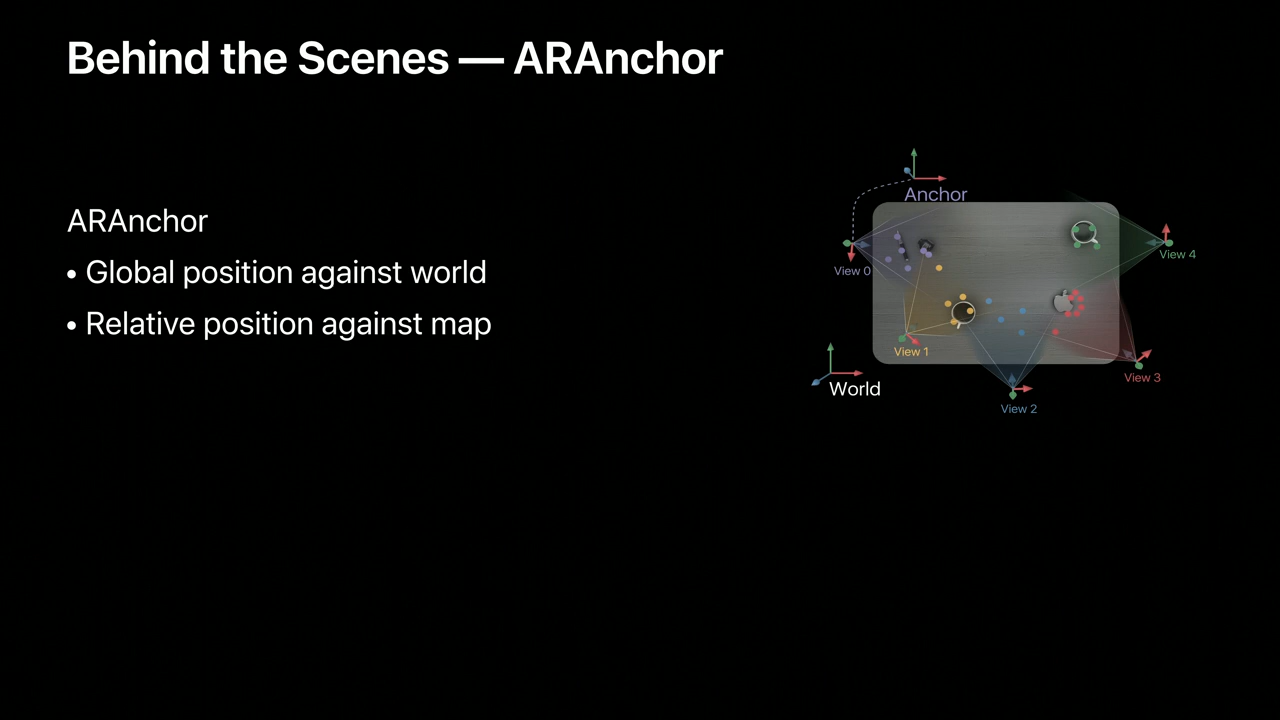 Behind the Scenes — ARAnchor
ARAnchor
• Global position against world
• Relative position against map
Anchor
View 0
View 4
View 1
View 3
World
View 2